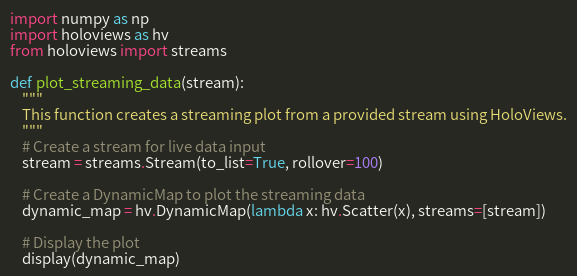 import numpy as np
import holoviews as hv
from holoviews import streams

def plot_streaming_data(stream):
    """
    This function creates a streaming plot from a provided stream using HoloViews.
    """
    # Create a stream for live data input
    stream = streams.Stream(to_list=True, rollover=100)

    # Create a DynamicMap to plot the streaming data
    dynamic_map = hv.DynamicMap(lambda x: hv.Scatter(x), streams=[stream])

    # Display the plot
    display(dynamic_map)